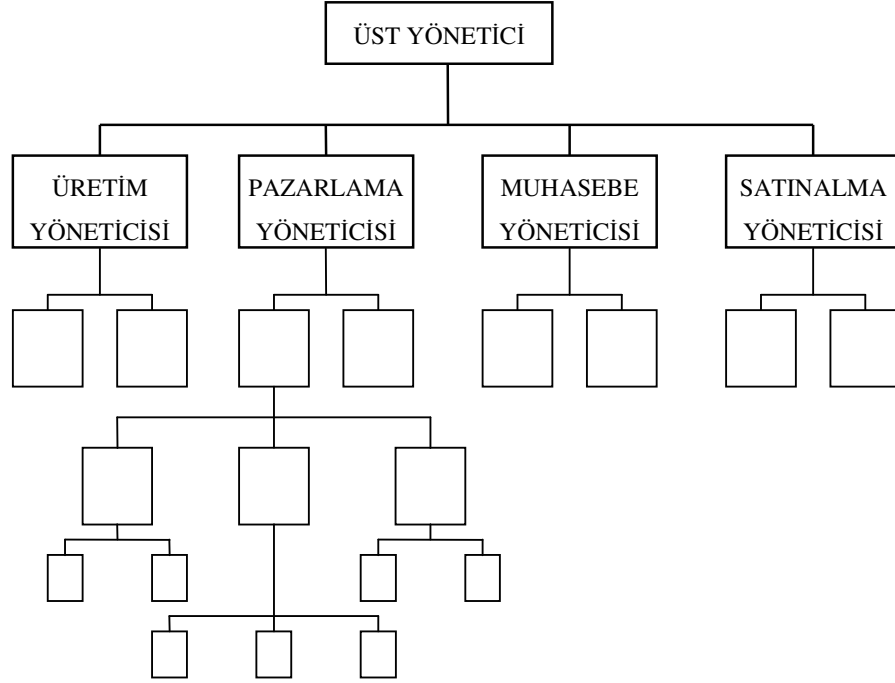 ÜST YÖNETİCİ
ÜRETİM
YÖNETİCİSİ
PAZARLAMA
YÖNETİCİSİ
MUHASEBE
YÖNETİCİSİ
SATINALMA
YÖNETİCİSİ